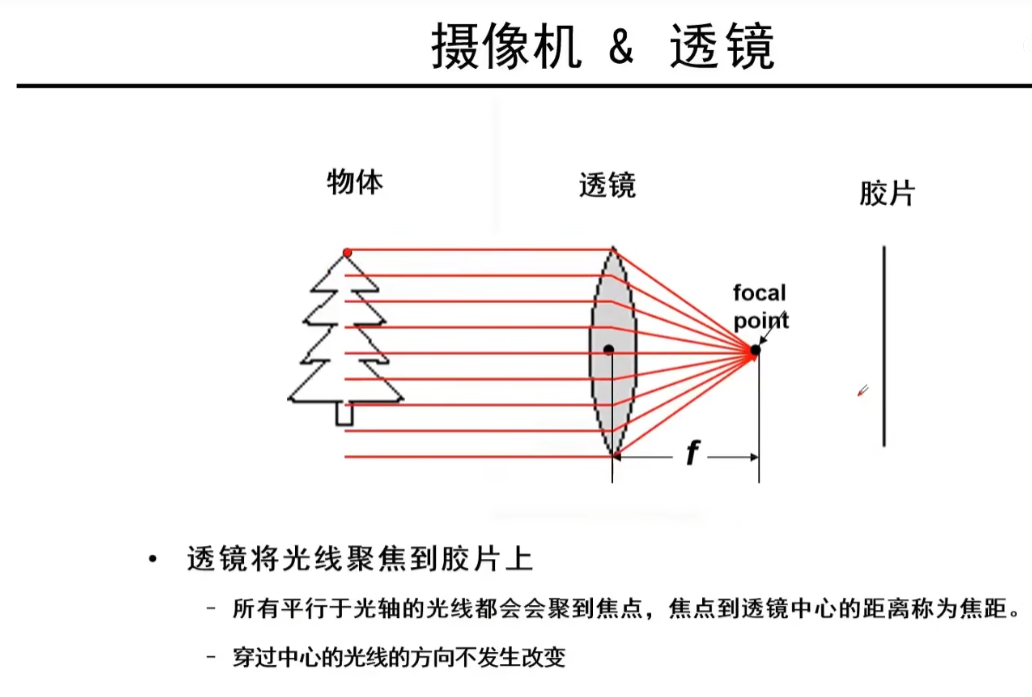 摄像机 & 透镜
物体
透镜
胶片
focal
point
f
• 透镜将光线聚焦到胶片上
- 所有平行于光轴的光线都会会聚到焦点，焦点到透镜中心的距离称为焦距。
- 穿过中心的光线的方向不发生改变